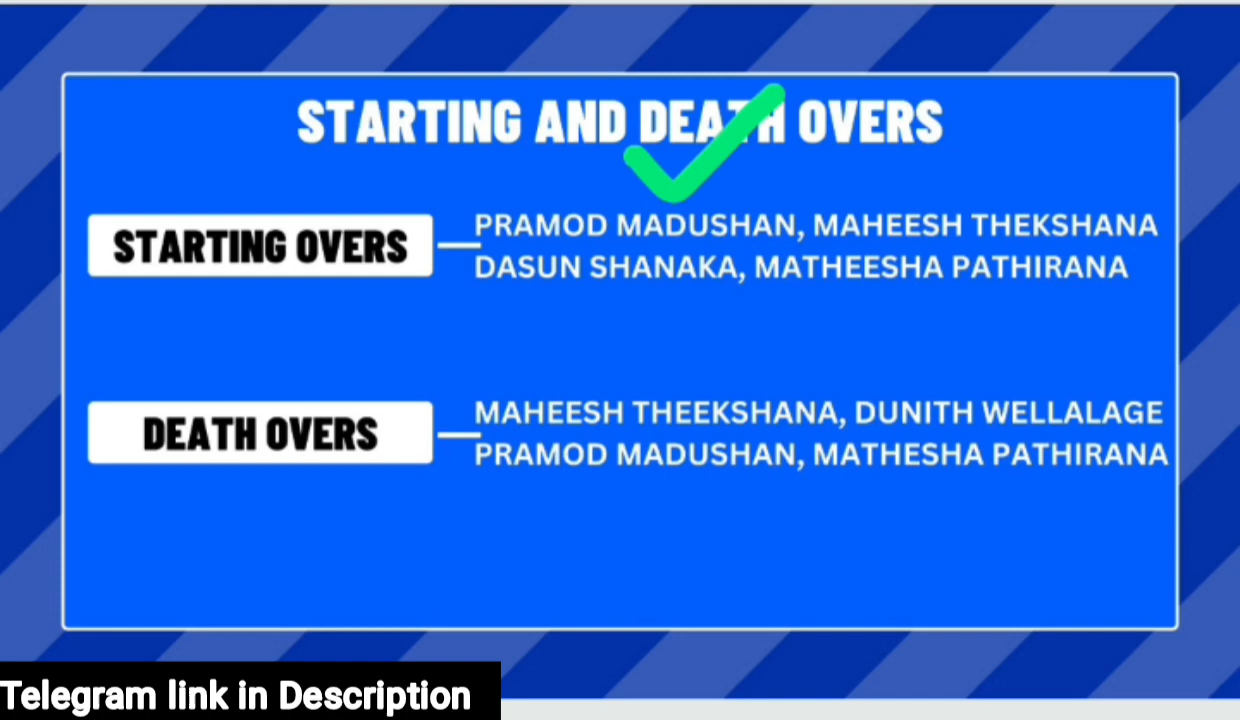 STARTING AND DEATH OVERS
STARTING OVERS
PRAMOD MADUSHAN, MAHEESH THEKSHANA
DASUN SHANAKA, MATHEESHA PATHIRANA
DEATH OVERS
MAHEESH THEEKSHANA, DUNITH WELLALAGE
PRAMOD MADUSHAN, MATHESHA PATHIRANA
Telegram link in Description